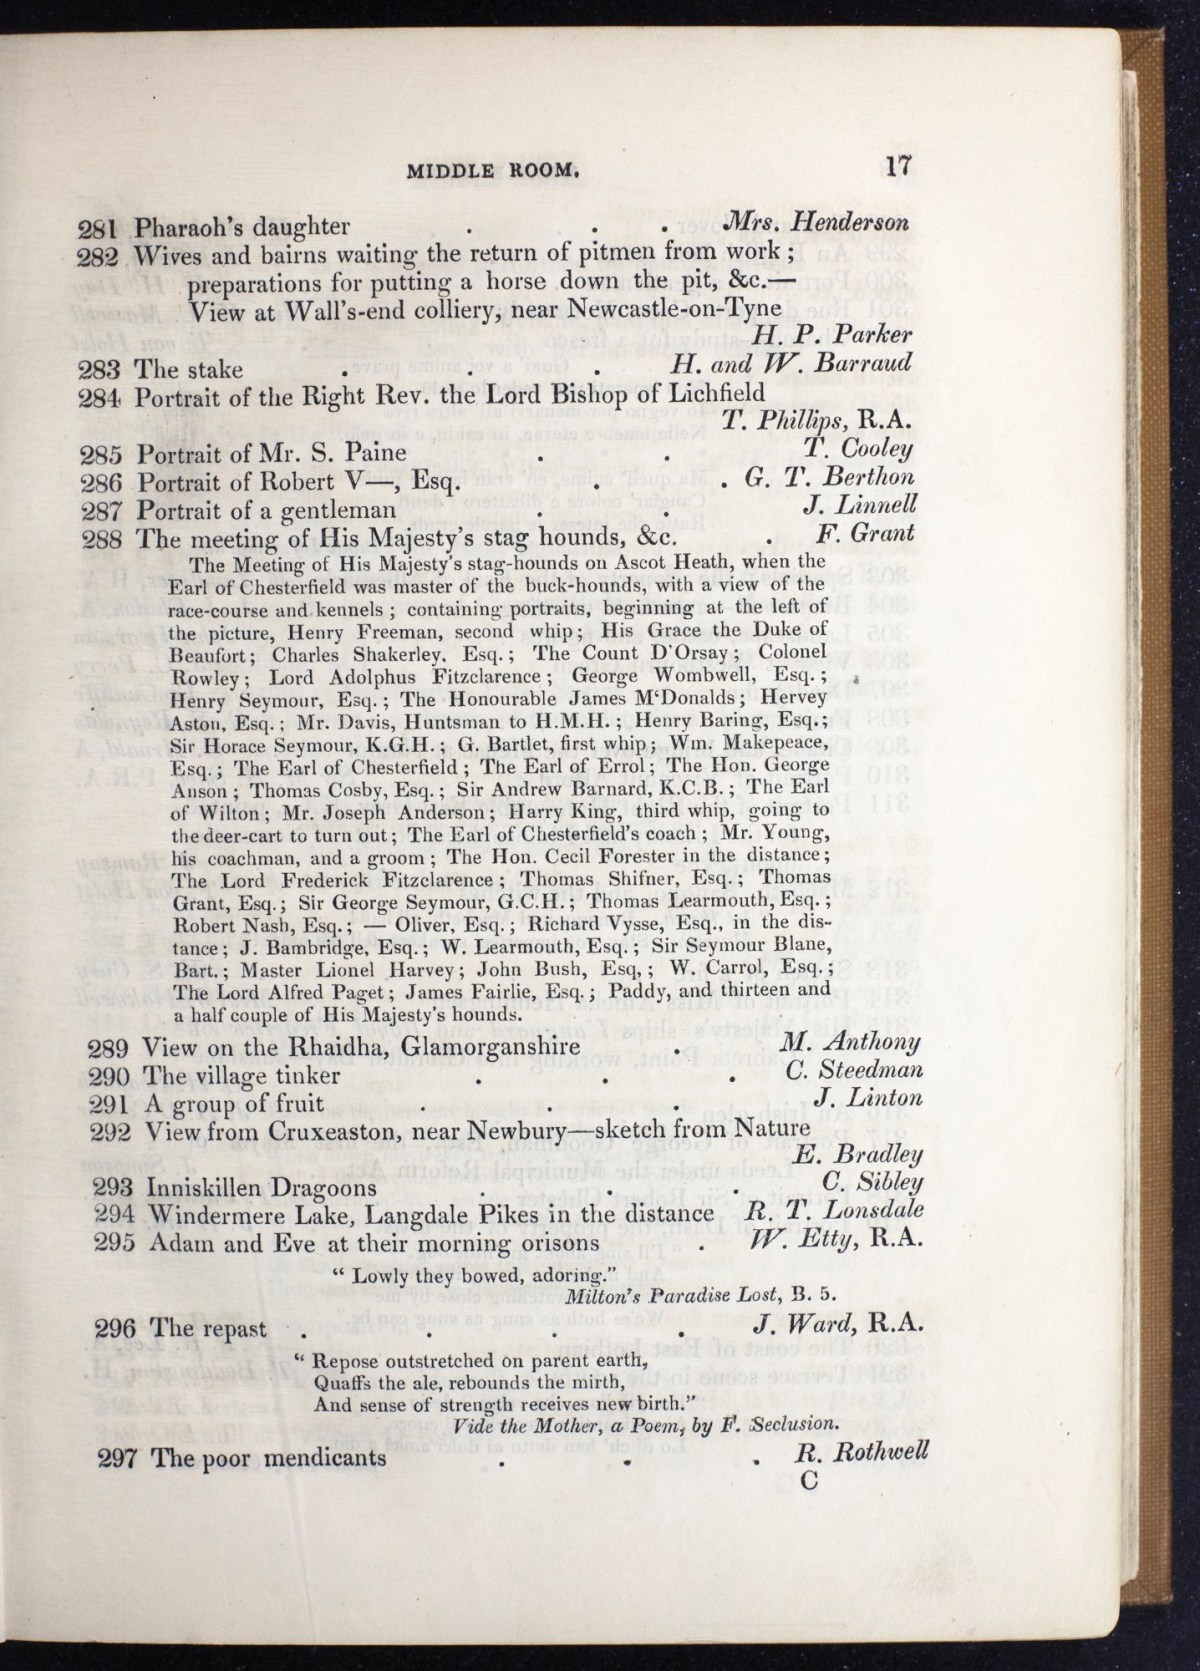 MIDDLE ROOM. 17
281 Pharaoh's daughter . . . Mrs. Henderson
282 Wives and bairns waiting the return of pitmen from work ;
preparations for putting a horse down the pit, &c.—
View at Wall's-end colliery, near Newcastle-on-Tyne
H. P. Parker
283 The stake . . . H. and W. Barraud
284 Portrait of the Right Rev. the Lord Bishop of Lichfield
T. Phillips, R.A.
285 Portrait of Mr. S. Paine . . T. Cooley
286 Portrait of Robert V—, Esq. . . G. T. Berthon
287 Portrait of a gentleman . . J. Linnell
288 The meeting of His Majesty's stag hounds, &c. . F. Grant
The Meeting of His Majesty's stag-hounds on Ascot Heath, when the
Earl of Chesterfield was master of the buck-hounds, with a view of the
race-course and kennels ; containing portraits, beginning at the left of
the picture, Henry Freeman, second whip; His Grace the Duke of
Beaufort; Charles Shakerley, Esq. ; The Count D'Orsay ; Colonel
Rowley ; Lord Adolphus Fitzclarence ; George Wombwell, Esq. ;
Henry Seymour, Esq. ; The Honourable James M‘Donalds ; Hervey
Aston, Esq. ; Mr. Davis, Huntsman to H.M.H. ; Henry Baring, Esq.;
Sir Horace Seymour, K.G.H. ; G. Bartlet, first whip ; Wm. Makepeace,
Esq. ; The Earl of Chesterfield ; The Earl of Errol ; The Hon. George
Anson ; Thomas Cosby, Esq. ; Sir Andrew Barnard, K.C.B. ; The Earl
of Wilton ; Mr. Joseph Anderson ; Harry King, third whip, going to
the deer-cart to turn out ; The Earl of Chesterfield's coach ; Mr. Young,
his coachman, and a groom ; The Hon. Cecil Forester in the distance;
The Lord Frederick Fitzclarence ; Thomas Shifner, Esq. ; Thomas
Grant, Esq. ; Sir George Seymour, G.C.H. ; Thomas Learmouth, Esq. ;
Robert Nash, Esq. ; — Oliver, Esq. ; Richard Vysse, Esq., in the dis-
tance ; J. Bambridge, Esq. ; W. Learmouth, Esq. ; Sir Seymour Blane,
Bart. ; Master Lionel Harvey ; John Bush, Esq, ; W. Carrol, Esq. ;
The Lord Alfred Paget ; James Fairlie, Esq. ; Paddy, and thirteen and
a half couple of His Majesty's hounds.
289 View on the Rhaidha, Glamorganshire . M. Anthony
290 The village tinker . . . C. Steedman
291 A group of fruit . . . J. Linton
292 View from Cruxeaston, near Newbury—sketch from Nature
E. Bradley
293 Inniskillen Dragoons . . . C. Sibley
294 Windermere Lake, Langdale Pikes in the distance R. T. Lonsdale
295 Adam and Eve at their morning orisons . W. Etty, R.A.
“ Lowly they bowed, adoring.”
Milton's Paradise Lost, B. 5.
296 The repast . . . . J. Ward, R.A.
“ Repose outstretched on parent earth,
Quaffs the ale, rebounds the mirth,
And sense of strength receives new birth.”
Vide the Mother, a Poem, by F. Seclusion.
297 The poor mendicants . . . R. Rothwell
C